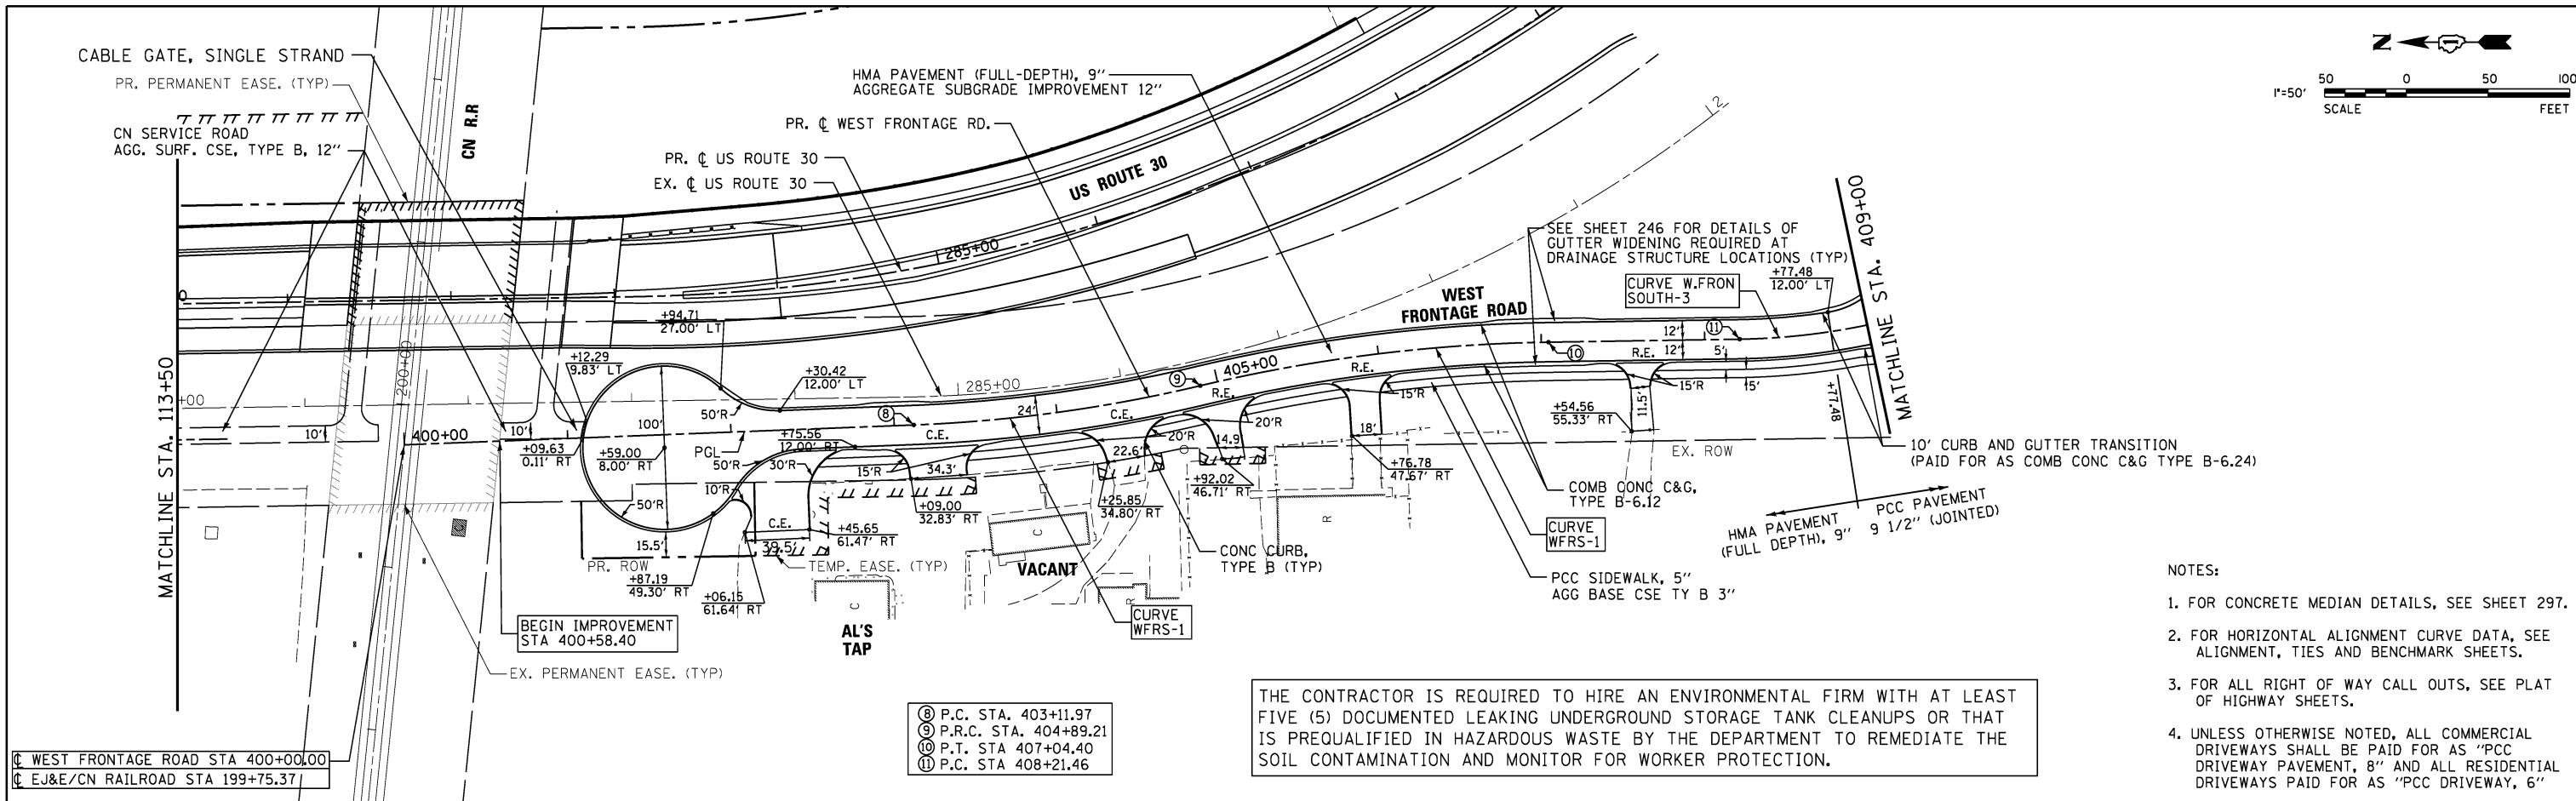 CABLE GATE, SINGLE STRAND
PR. PERMANENT EASE. (TYP)
CN SERVICE ROAD
AGG. SURF. CSE, TYPE B, 12"
CN R.R
HMA PAVEMENT (FULL-DEPTH), 9"
AGGREGATE SUBGRADE IMPROVEMENT 12"
PR. ℄ WEST FRONTAGE RD.
PR. ℄ US ROUTE 30
EX. ℄ US ROUTE 30
US ROUTE 30
285+00
2
N
1"=50'
50 0 50 100
SCALE FEET
SEE SHEET 246 FOR DETAILS OF
GUTTER WIDENING REQUIRED AT
DRAINAGE STRUCTURE LOCATIONS (TYP)
+77.48
12.00' LT
CURVE W.FRON
SOUTH-3
WEST
FRONTAGE ROAD
MATCHLINE STA. 409+00
MATCHLINE STA. 113+50
0
+00
200+00
10'
400+00
10'
+94.71
27.00' LT
+12.29
9.83' LT
+30.42
12.00' LT
285+00
405+00
50'R
100'
24'
8
9
10
11
12'
12'
5'
5'
R.E.
R.E.
R.E.
C.E.
C.E.
15'R
15'R
+09.63
0.11' RT
+59.00
8.00' RT
PGL
+75.56
12.00' RT
50'R
30'R
15'R
34.3'
22.6'
20'R
14.9
20'R
18'
11.5'
+54.56
55.33' RT
+77.48
EX. ROW
10' CURB AND GUTTER TRANSITION
(PAID FOR AS COMB CONC C&G TYPE B-6.24)
+76.78
47.67' RT
+92.02
46.71' RT
+25.85
34.80' RT
+09.00
32.83' RT
10'R
50'R
C.E.
+45.65
61.47' RT
15.5'
39.5'
PR. ROW
TEMP. EASE. (TYP)
+87.19
49.30' RT
+06.15
61.64' RT
C
C
R
R
VACANT
AL'S
TAP
CONC CURB,
TYPE B (TYP)
COMB CONC C&G,
TYPE B-6.12
CURVE
WFRS-1
PCC SIDEWALK, 5"
AGG BASE CSE TY B 3"
CURVE
WFRS-1
HMA PAVEMENT
(FULL DEPTH), 9"
PCC PAVEMENT
9 1/2" (JOINTED)
BEGIN IMPROVEMENT
STA 400+58.40
EX. PERMANENT EASE. (TYP)
℄ WEST FRONTAGE ROAD STA 400+00.00
℄ EJ&E/CN RAILROAD STA 199+75.37
8 P.C. STA. 403+11.97
9 P.R.C. STA. 404+89.21
10 P.T. STA 407+04.40
11 P.C. STA 408+21.46
THE CONTRACTOR IS REQUIRED TO HIRE AN ENVIRONMENTAL FIRM WITH AT LEAST
FIVE (5) DOCUMENTED LEAKING UNDERGROUND STORAGE TANK CLEANUPS OR THAT
IS PREQUALIFIED IN HAZARDOUS WASTE BY THE DEPARTMENT TO REMEDIATE THE
SOIL CONTAMINATION AND MONITOR FOR WORKER PROTECTION.
NOTES:
1. FOR CONCRETE MEDIAN DETAILS, SEE SHEET 297.
2. FOR HORIZONTAL ALIGNMENT CURVE DATA, SEE
ALIGNMENT, TIES AND BENCHMARK SHEETS.
3. FOR ALL RIGHT OF WAY CALL OUTS, SEE PLAT
OF HIGHWAY SHEETS.
4. UNLESS OTHERWISE NOTED, ALL COMMERCIAL
DRIVEWAYS SHALL BE PAID FOR AS "PCC
DRIVEWAY PAVEMENT, 8" AND ALL RESIDENTIAL
DRIVEWAYS PAID FOR AS "PCC DRIVEWAY, 6"